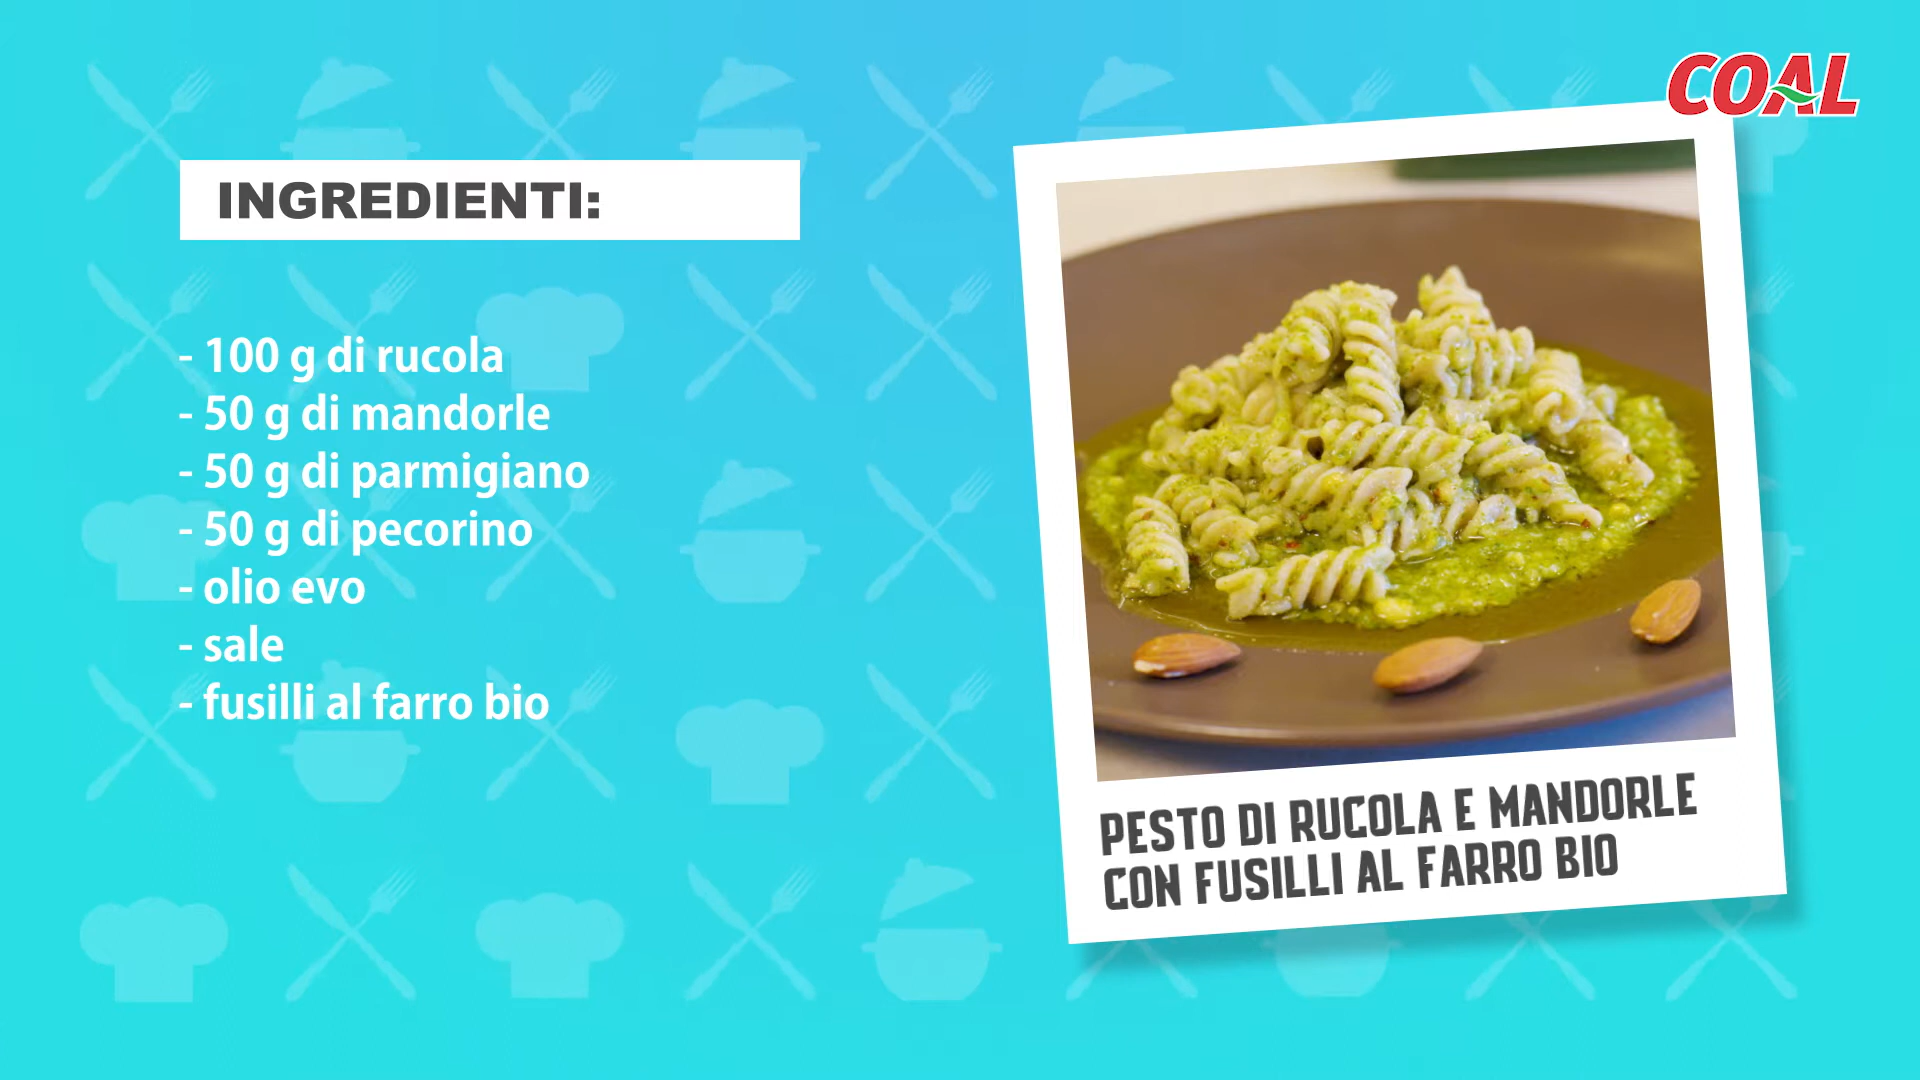 COAL
INGREDIENTI:
- 100 g di rucola
- 50 g di mandorle
- 50 g di parmigiano
- 50 g di pecorino
- olio evo
- sale
- fusilli al farro bio
PESTO DI RUCOLA E MANDORLE
CON FUSILLI AL FARRO BIO